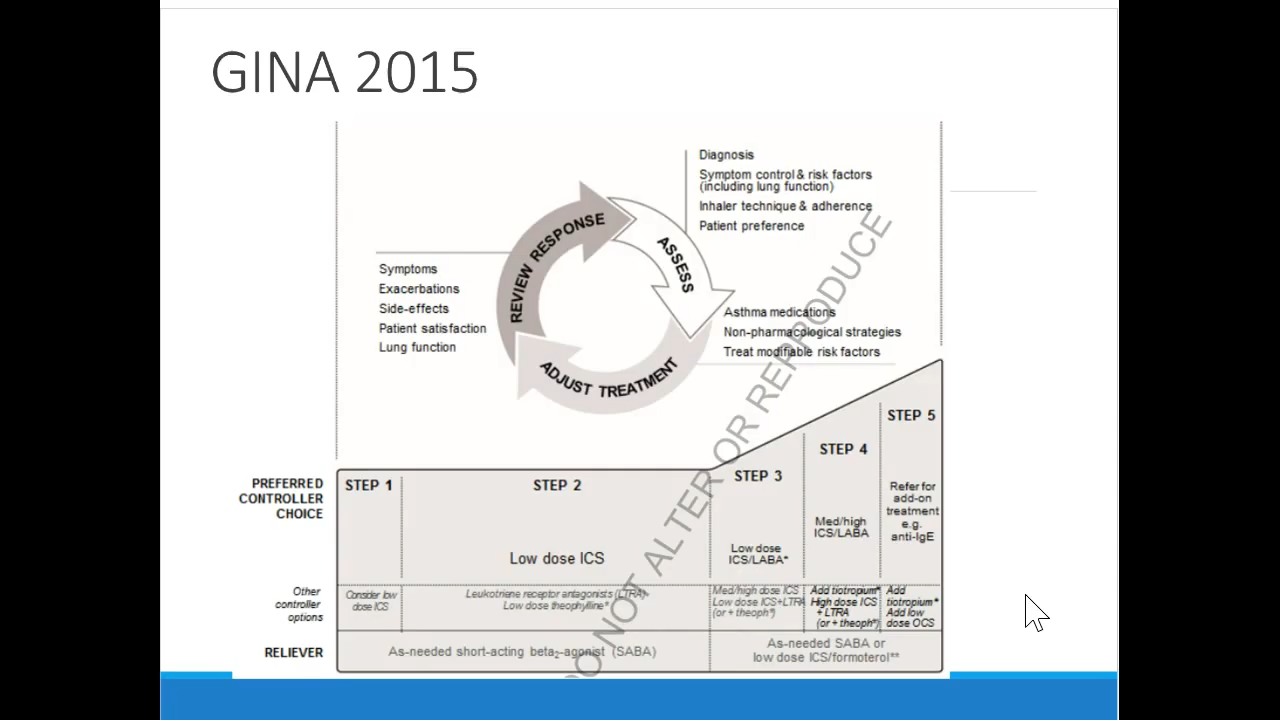 GINA 2015
Diagnosis
Symptom control & risk factors
(including lung function)
Inhaler technique & adherence
Patient preference
REVIEW RESPONSE
ASSESS
ADJUST TREATMENT
Symptoms
Exacerbations
Side-effects
Patient satisfaction
Lung function
Asthma medications
Non-pharmacological strategies
Treat modifiable risk factors
DO NOT ALTER OR REPRODUCE
PREFERRED
CONTROLLER
CHOICE
STEP 1
STEP 2
Low dose ICS
STEP 3
Low dose
ICS/LABA*
STEP 4
Med/high
ICS/LABA
STEP 5
Refer for
add-on
treatment
e.g.
anti-IgE
Other
controller
options
Consider low
dose ICS
Leukotriene receptor antagonists (LTRA)
Low dose theophylline*
Med/high dose ICS
Low dose ICS+LTRA
(or + theoph*)
Add tiotropium*
High dose ICS
+ LTRA
(or + theoph*)
Add
tiotropium*
Add low
dose OCS
RELIEVER
As-needed short-acting beta₂-agonist (SABA)
As-needed SABA or
low dose ICS/formoterol**